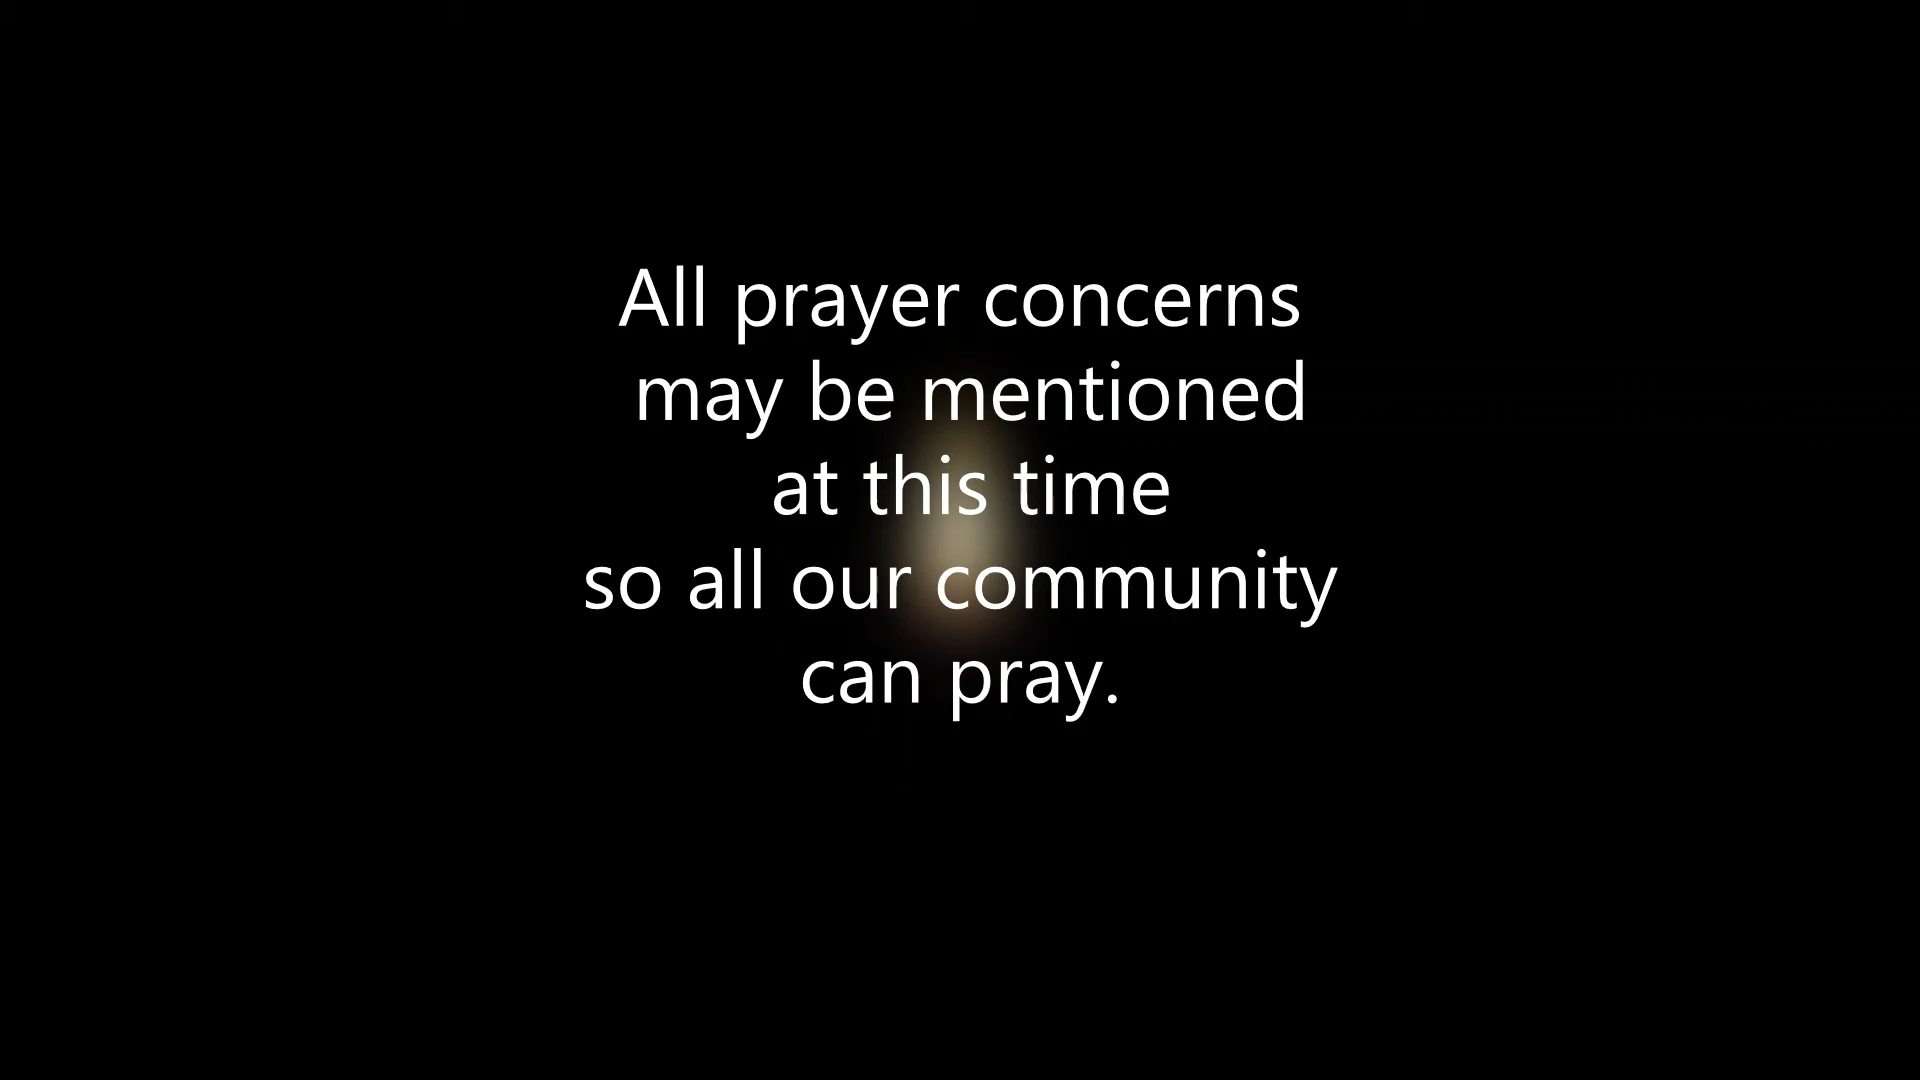 All prayer concerns
may be mentioned
at this time
so all our community
can pray.